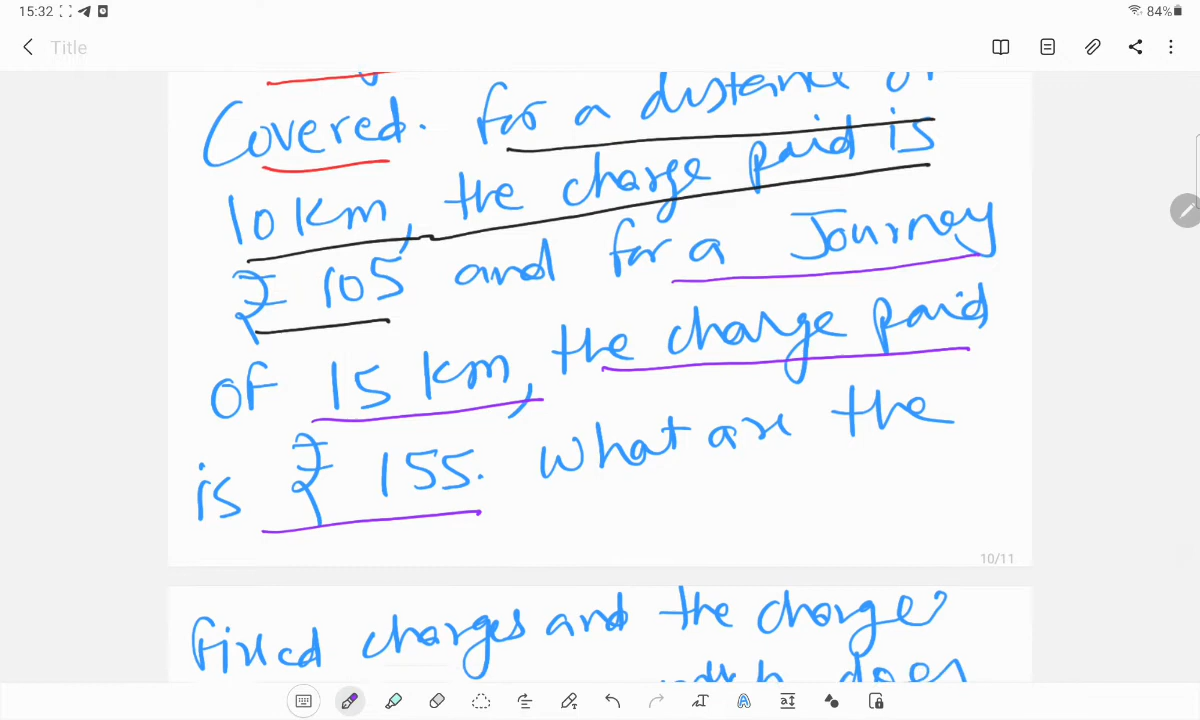 15:32
84%
Title
Covered. for a distance of
10 km, the charge paid is
₹ 105 and for a Journey
of 15 km, the charge paid
is ₹ 155. What are the
10/11
fixed charges and the charge
does